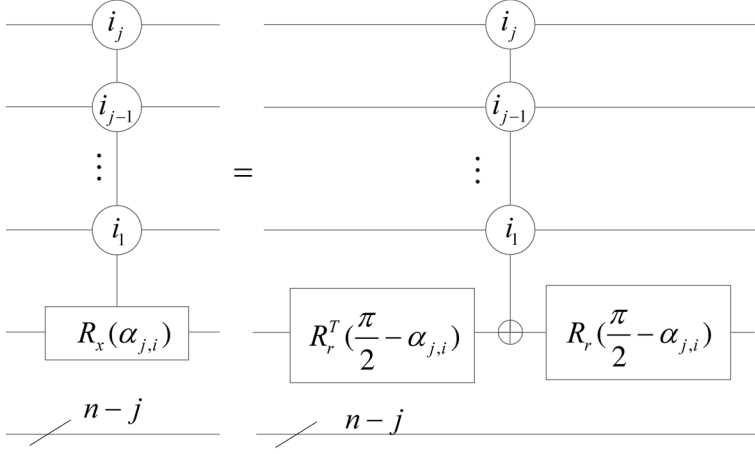 i_j i_j
i_{j-1} i_{j-1}
⋮ = ⋮
i_1 i_1
R_x(α_{j,i}) R_r^T(π/2 − α_{j,i}) R_r(π/2 − α_{j,i})
n − j n − j